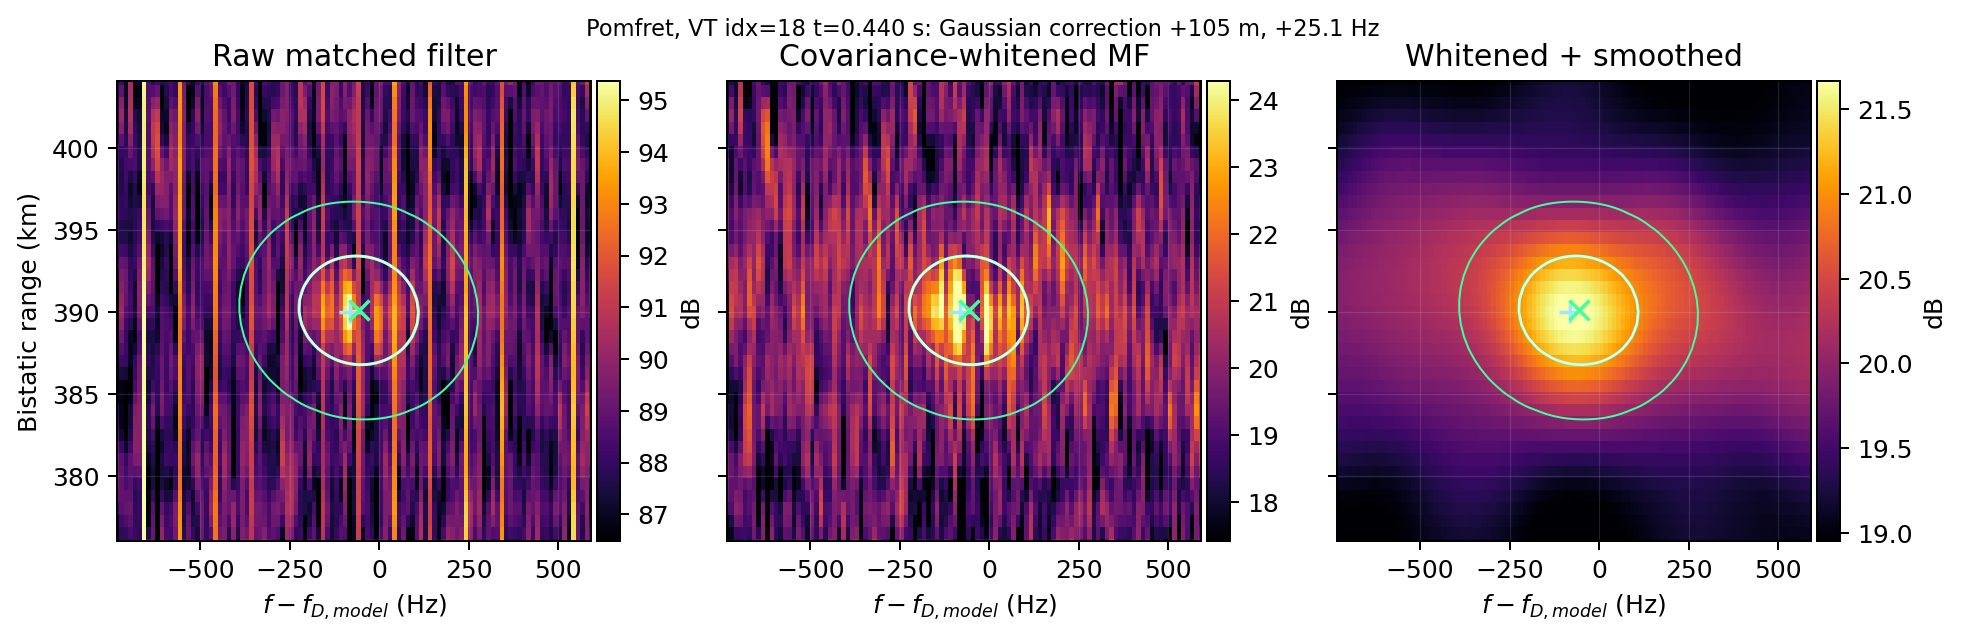 Pomfret, VT idx=18 t=0.440 s: Gaussian correction +105 m, +25.1 Hz
Raw matched filter
Covariance-whitened MF
Whitened + smoothed
Bistatic range (km)
400
395
390
385
380
−500 −250 0 250 500
f − f_{D, model} (Hz)
95
94
93
92
91
90
89
88
87
dB
−500 −250 0 250 500
f − f_{D, model} (Hz)
24
23
22
21
20
19
18
dB
−500 −250 0 250 500
f − f_{D, model} (Hz)
21.5
21.0
20.5
20.0
19.5
19.0
dB